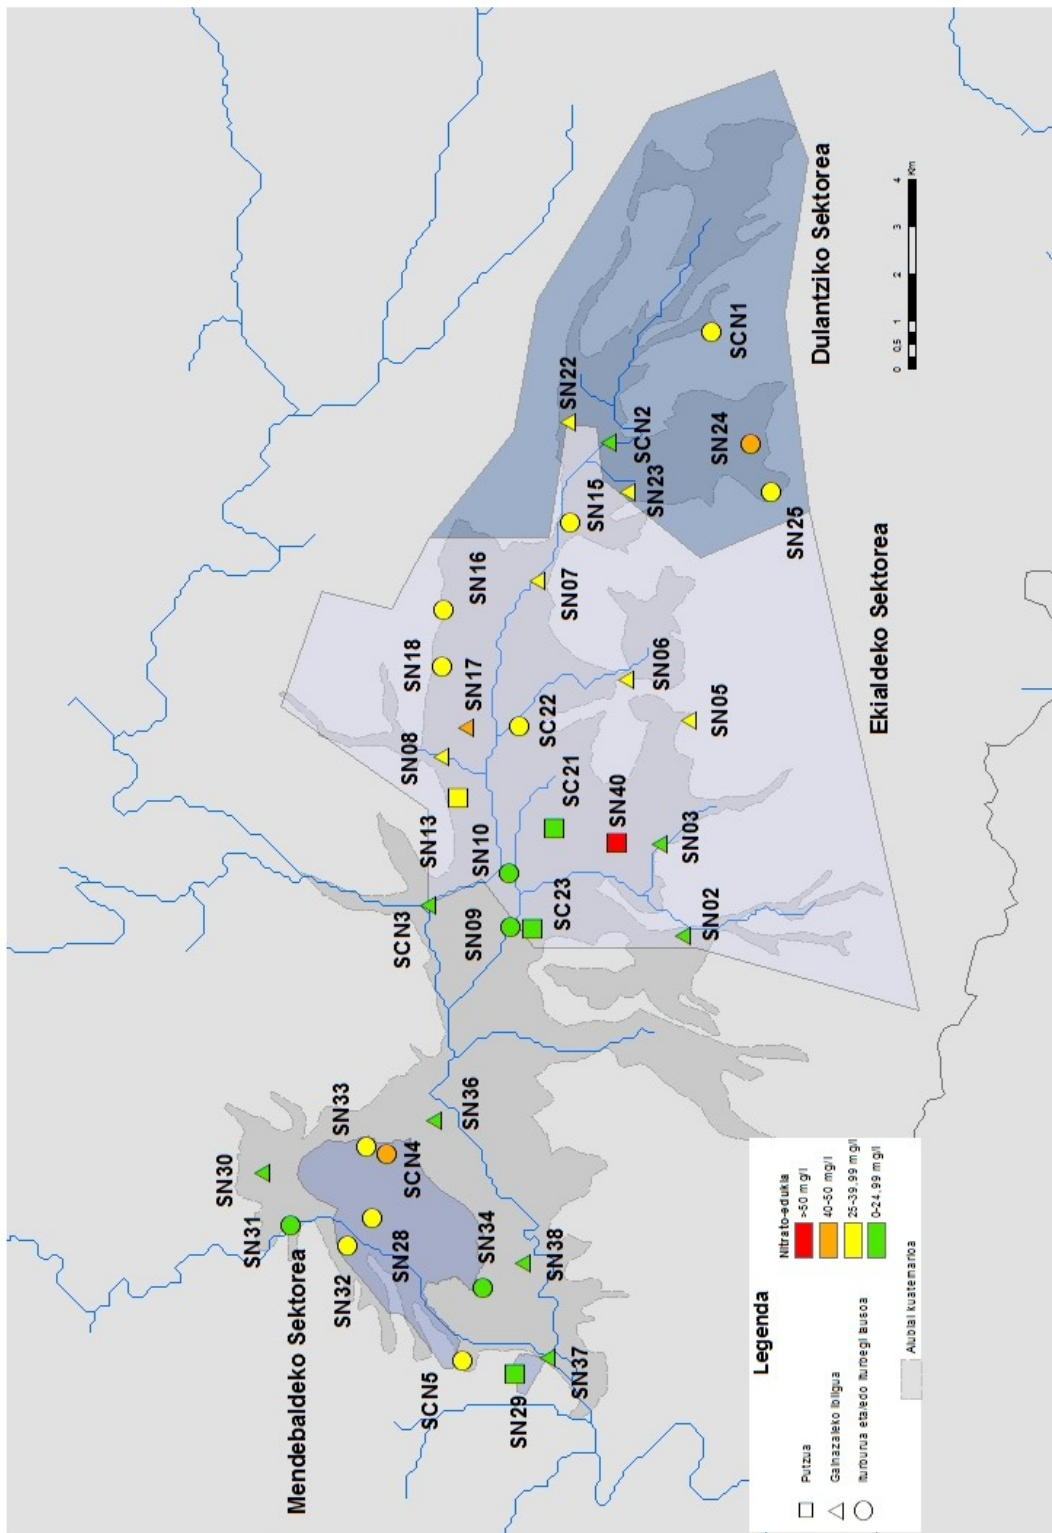 Mendebaldeko Sektorea
Ekialdeko Sektorea
Dulantziko Sektorea
SN31
SN30
SN32
SN33
SN28
SCN4
SCN5
SN34
SN36
SN29
SN38
SN37
SCN3
SN13
SN08
SN18
SN16
SN17
SN09
SN10
SC23
SC21
SC22
SN07
SN15
SN22
SN40
SN06
SN23
SCN2
SN02
SN03
SN05
SN25
SN24
SCN1
0 0.5 1 2 3 4
Km
Legenda
Putzua
Gainazaleko ibilgua
Iturburua eta/edo iturbegi lausoa
Nitrato-edukia
>50 mg/l
40-50 mg/l
25-39,99 mg/l
0-24,99 mg/l
Alubial kuaternarioa